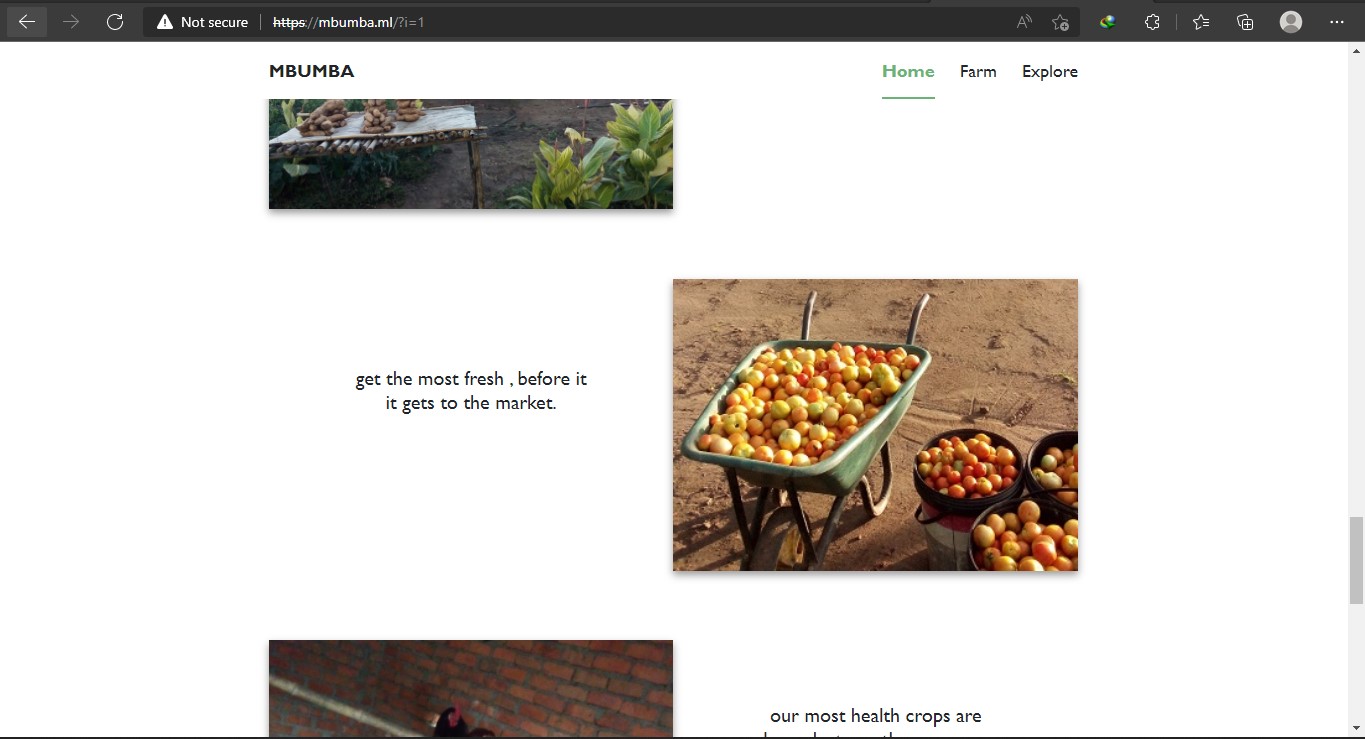 Not secure https://mbumba.ml/?i=1
MBUMBA Home Farm Explore
get the most fresh , before it
it gets to the market.
our most health crops are